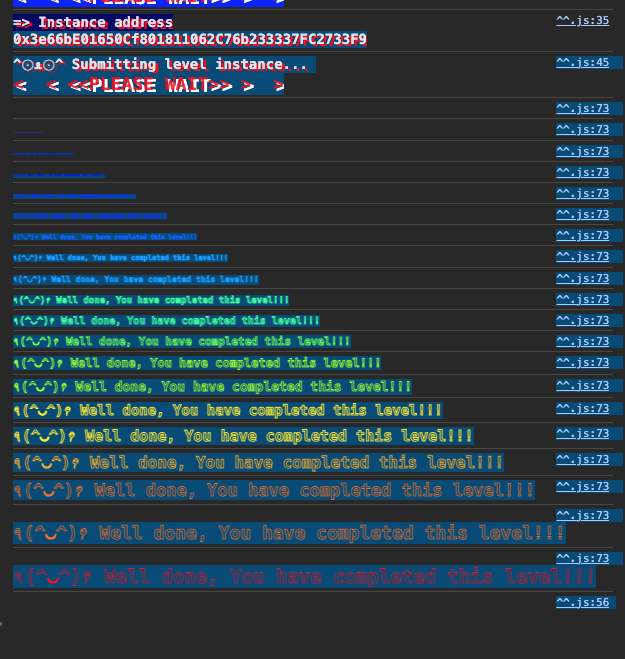 => Instance address ^^.js:35
0x3e66bE01650Cf801811062C76b233337FC2733F9
^⊙ᴥ⊙^ Submitting level instance... ^^.js:45
< < <<PLEASE WAIT>> > >
^^.js:73
^^.js:73
^^.js:73
^^.js:73
^^.js:73
^^.js:73
٩(^ᴗ^)۶ Well done, You have completed this level!!! ^^.js:73
٩(^ᴗ^)۶ Well done, You have completed this level!!! ^^.js:73
٩(^ᴗ^)۶ Well done, You have completed this level!!! ^^.js:73
٩(^ᴗ^)۶ Well done, You have completed this level!!! ^^.js:73
٩(^ᴗ^)۶ Well done, You have completed this level!!! ^^.js:73
٩(^ᴗ^)۶ Well done, You have completed this level!!! ^^.js:73
٩(^ᴗ^)۶ Well done, You have completed this level!!! ^^.js:73
٩(^ᴗ^)۶ Well done, You have completed this level!!! ^^.js:73
٩(^ᴗ^)۶ Well done, You have completed this level!!! ^^.js:73
٩(^ᴗ^)۶ Well done, You have completed this level!!! ^^.js:73
٩(^ᴗ^)۶ Well done, You have completed this level!!! ^^.js:73
٩(^ᴗ^)۶ Well done, You have completed this level!!! ^^.js:73
٩(^ᴗ^)۶ Well done, You have completed this level!!! ^^.js:73
٩(^ᴗ^)۶ Well done, You have completed this level!!! ^^.js:73
^^.js:56